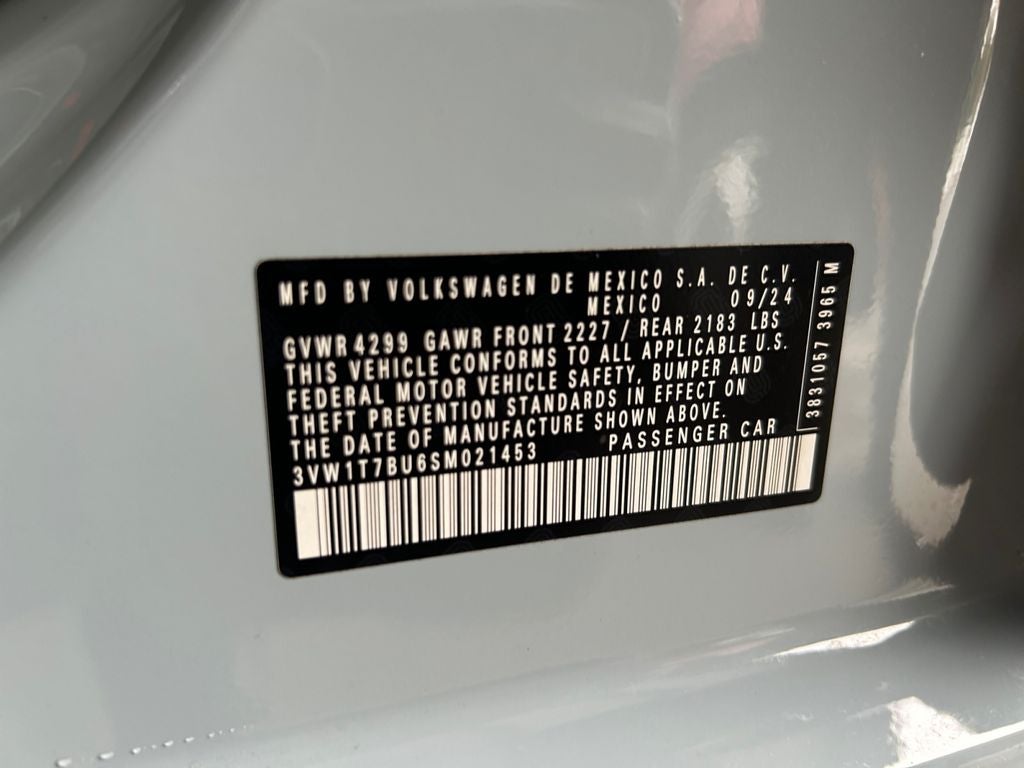 MFD BY VOLKSWAGEN DE MEXICO S.A. DE C.V.
MEXICO 09/24
GVWR 4299 GAWR FRONT 2227 / REAR 2183 LBS
THIS VEHICLE CONFORMS TO ALL APPLICABLE U.S.
FEDERAL MOTOR VEHICLE SAFETY, BUMPER AND
THEFT PREVENTION STANDARDS IN EFFECT ON
THE DATE OF MANUFACTURE SHOWN ABOVE.
3VW1T7BU6SM021453 PASSENGER CAR
3831057 3965 M